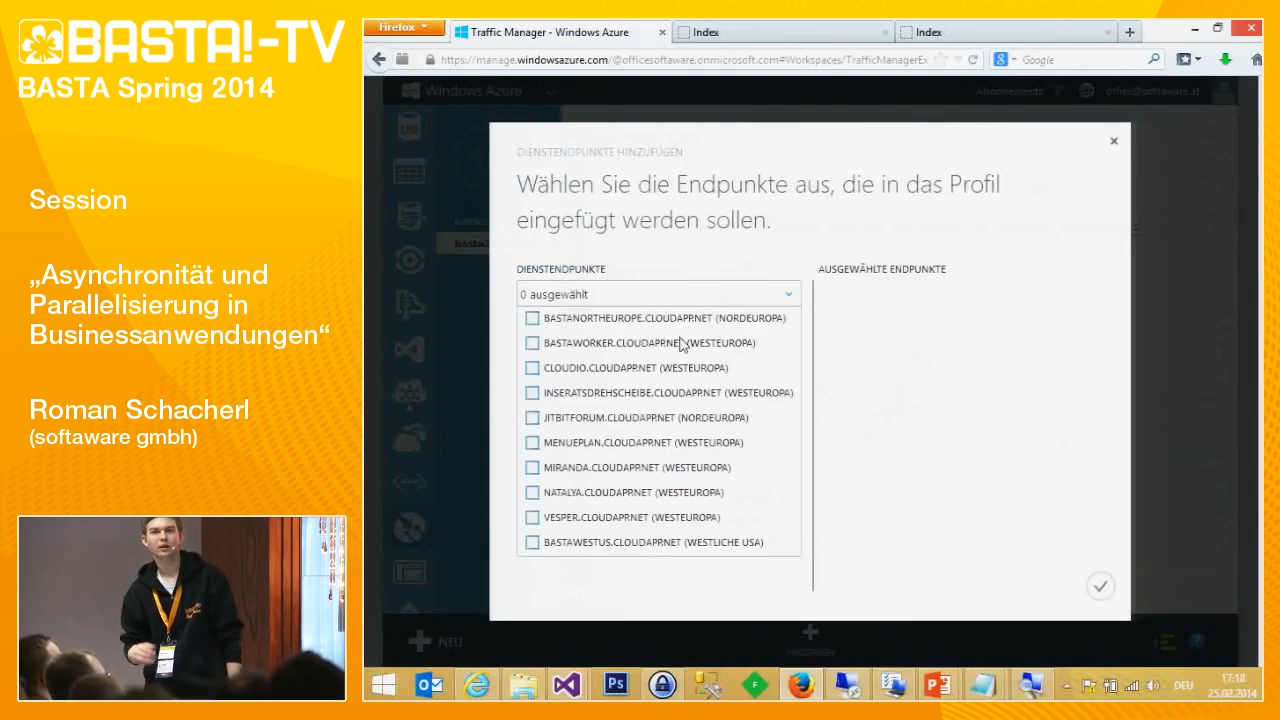 BASTA!-TV
BASTA Spring 2014
Session
„Asynchronität und
Parallelisierung in
Businessanwendungen“
Roman Schacherl
(softaware gmbh)
Firefox
Traffic Manager - Windows Azure
Index
Index
https://manage.windowsazure.com/@officesoftaware.onmicrosoft.com#Workspaces/TrafficManagerEx
Google
Windows Azure
Abonnements
DIENSTENDPUNKTE HINZUFÜGEN
Wählen Sie die Endpunkte aus, die in das Profil
eingefügt werden sollen.
DIENSTENDPUNKTE
AUSGEWÄHLTE ENDPUNKTE
0 ausgewählt
BASTANORTHEUROPE.CLOUDAPP.NET (NORDEUROPA)
BASTAWORKER.CLOUDAPP.NET (WESTEUROPA)
CLOUDIO.CLOUDAPP.NET (WESTEUROPA)
INSERATSDREHSCHEIBE.CLOUDAPP.NET (WESTEUROPA)
JITBITFORUM.CLOUDAPP.NET (NORDEUROPA)
MENUEPLAN.CLOUDAPP.NET (WESTEUROPA)
MIRANDA.CLOUDAPP.NET (WESTEUROPA)
NATALYA.CLOUDAPP.NET (WESTEUROPA)
VESPER.CLOUDAPP.NET (WESTEUROPA)
BASTAWESTUS.CLOUDAPP.NET (WESTLICHE USA)
NEU
DEU
17:18
25.02.2014